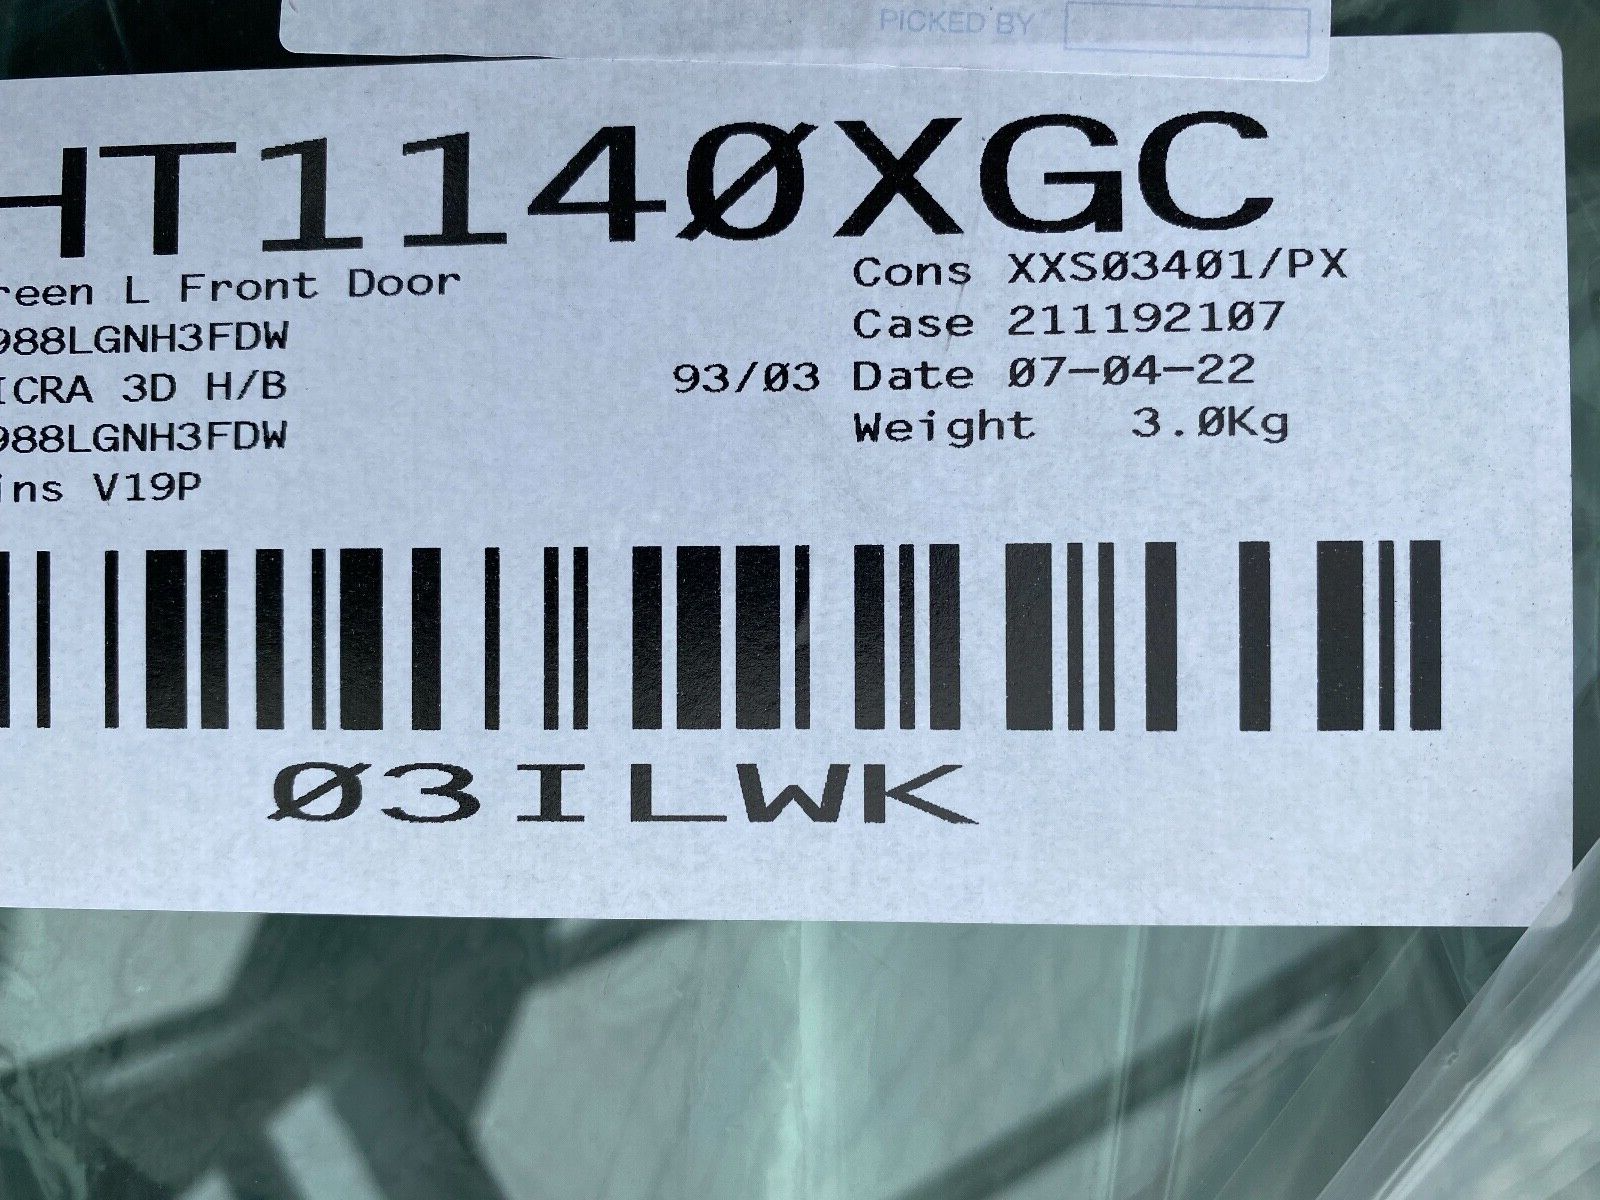 PICKED BY
HT1140XGC
reen L Front Door
Cons XXS03401/PX
988LGNH3FDW
Case 211192107
ICRA 3D H/B
93/03 Date 07-04-22
988LGNH3FDW
Weight 3.0Kg
ins V19P
03ILWK